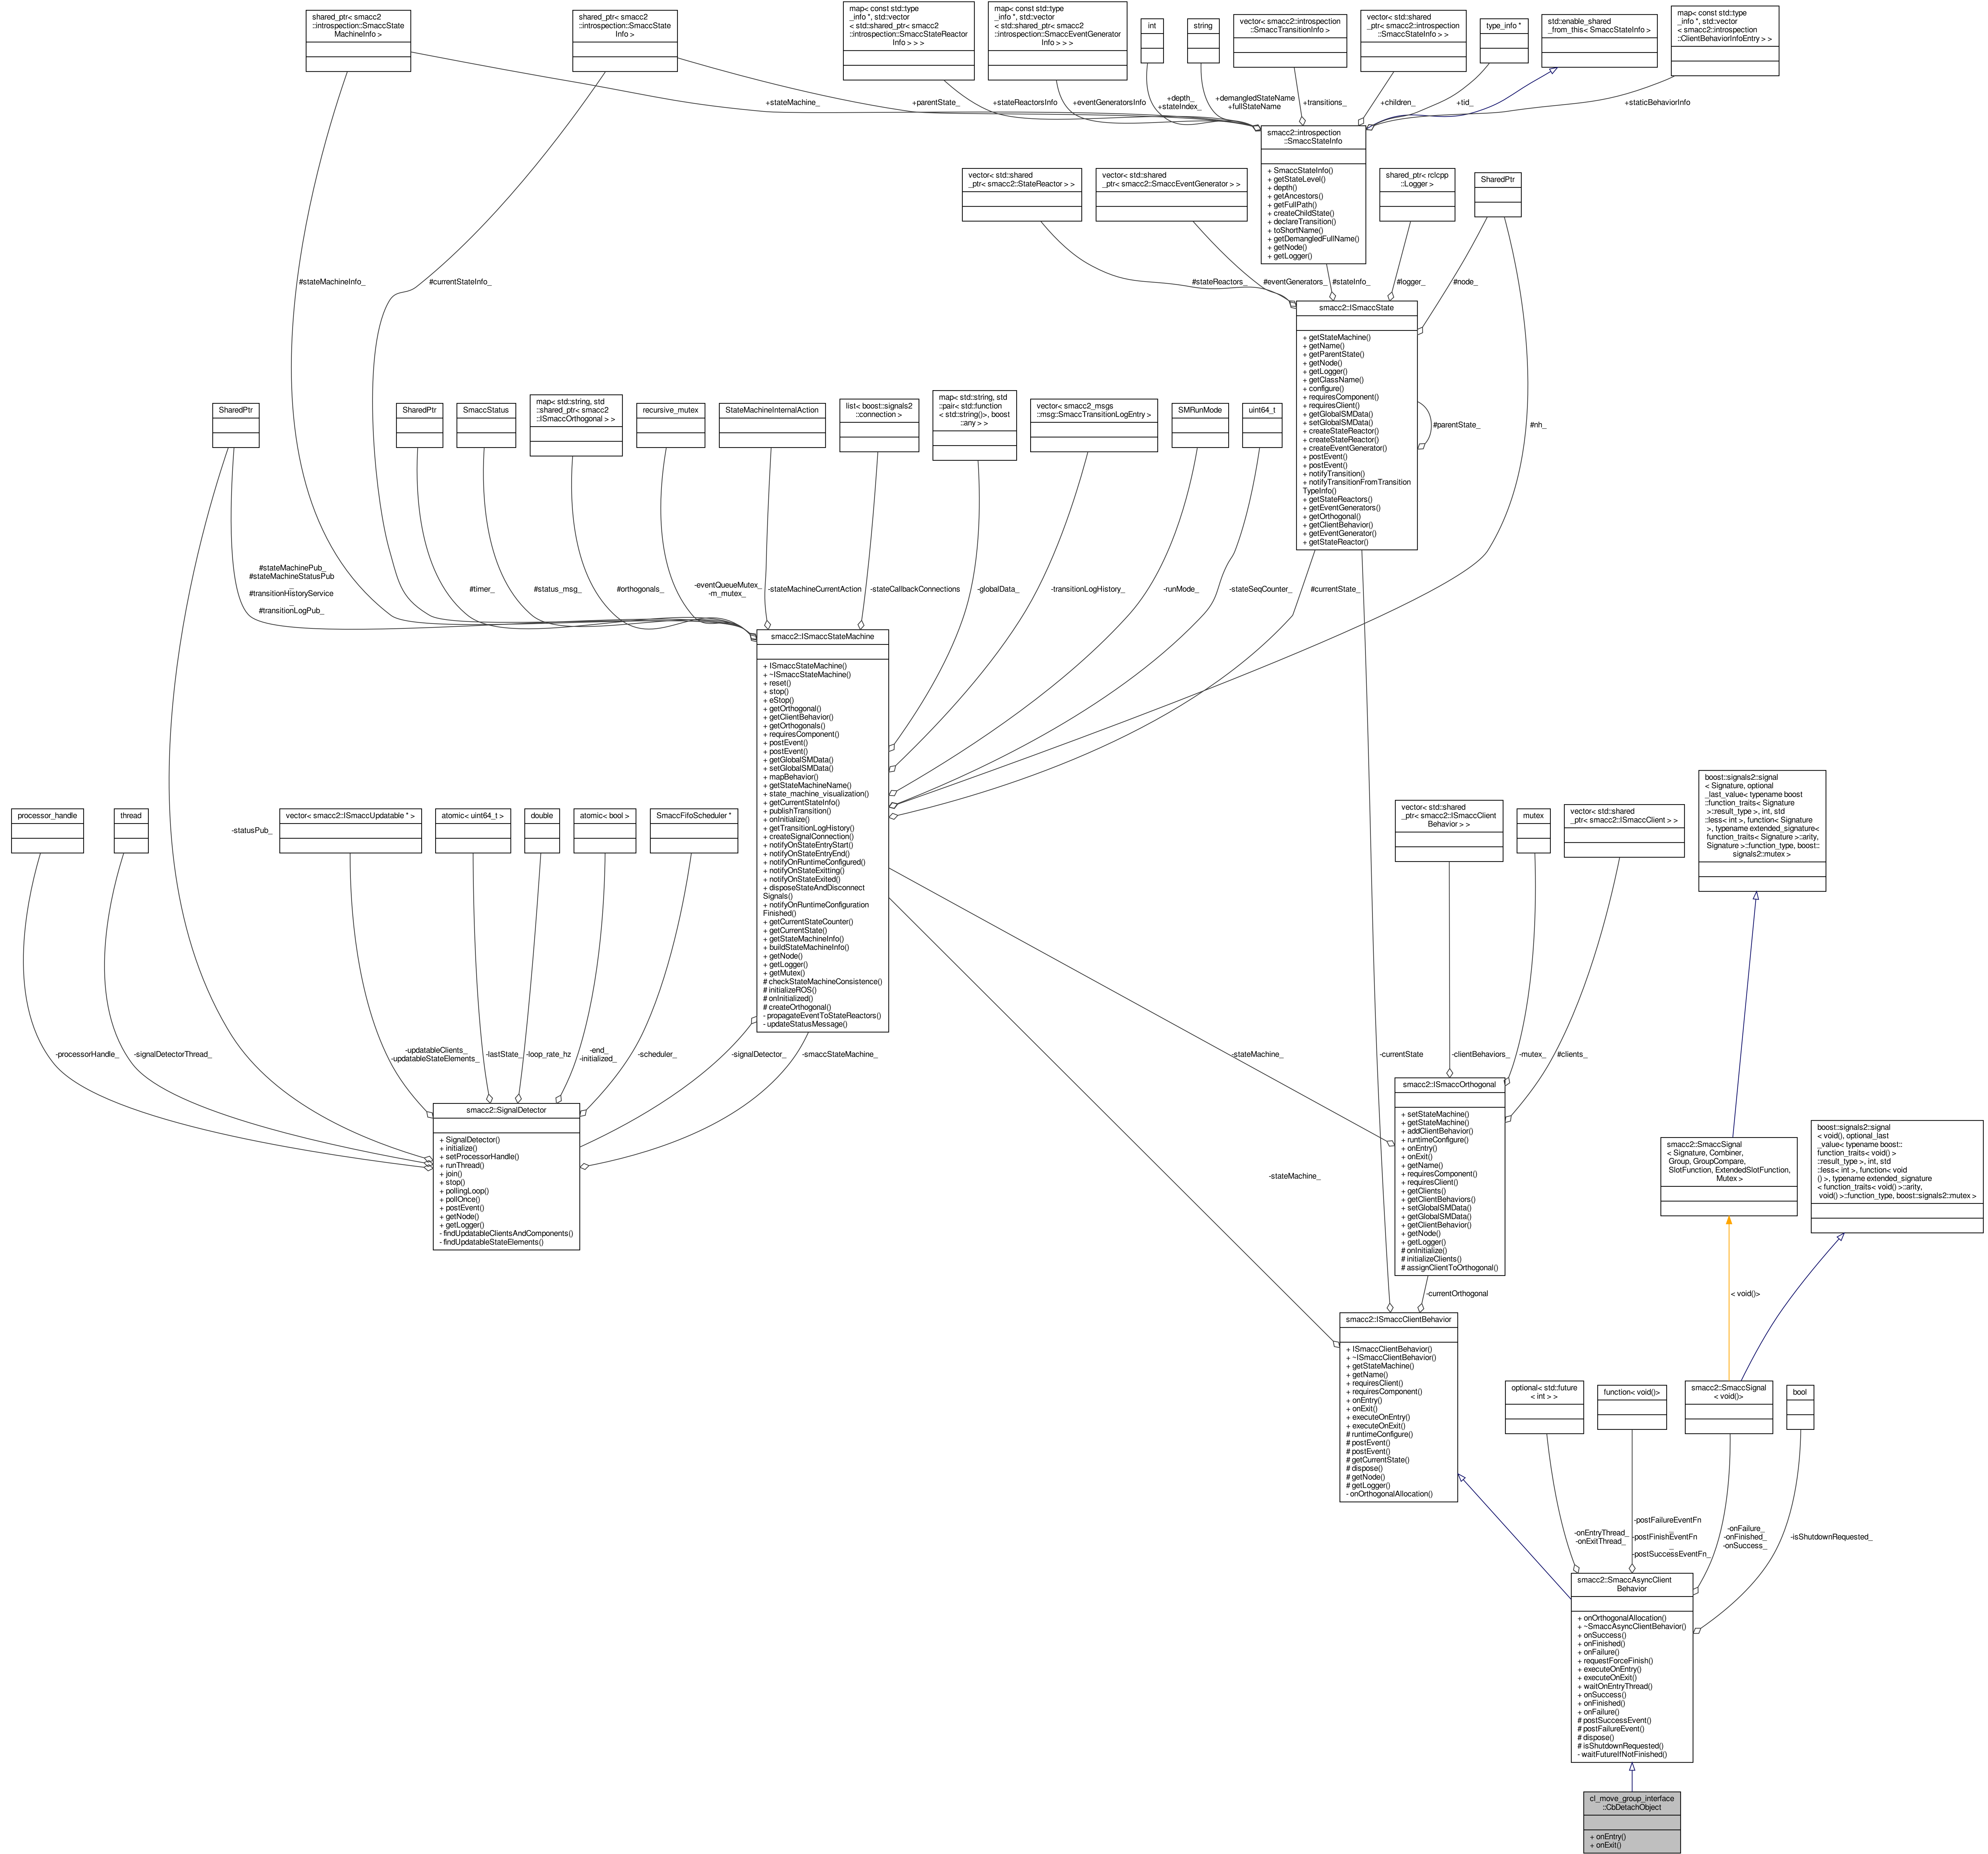 shared_ptr< smacc2
::introspection::SmaccState
MachineInfo >
shared_ptr< smacc2
::introspection::SmaccState
Info >
map< const std::type
_info *, std::vector
< std::shared_ptr< smacc2
::introspection::SmaccStateReactor
Info > > >
map< const std::type
_info *, std::vector
< std::shared_ptr< smacc2
::introspection::SmaccEventGenerator
Info > > >
int
string
vector< smacc2::introspection
::SmaccTransitionInfo >
vector< std::shared
_ptr< smacc2::introspection
::SmaccStateInfo > >
type_info *
std::enable_shared
_from_this< SmaccStateInfo >
map< const std::type
_info *, std::vector
< smacc2::introspection
::ClientBehaviorInfoEntry > >
+stateMachine_
+parentState_
+stateReactorsInfo
+eventGeneratorsInfo
+depth_
+stateIndex_
+demangledStateName
+fullStateName
+transitions_
+children_
+tid_
+staticBehaviorInfo
smacc2::introspection
::SmaccStateInfo
+ SmaccStateInfo()
+ getStateLevel()
+ depth()
+ getAncestors()
+ getFullPath()
+ createChildState()
+ declareTransition()
+ toShortName()
+ getDemangledFullName()
+ getNode()
+ getLogger()
vector< std::shared
_ptr< smacc2::StateReactor > >
vector< std::shared
_ptr< smacc2::SmaccEventGenerator > >
shared_ptr< rclcpp
::Logger >
SharedPtr
#stateMachineInfo_
#currentStateInfo_
#stateReactors_
#eventGenerators_
#stateInfo_
#logger_
#node_
smacc2::ISmaccState
+ getStateMachine()
+ getName()
+ getParentState()
+ getNode()
+ getLogger()
+ getClassName()
+ configure()
+ requiresComponent()
+ requiresClient()
+ getGlobalSMData()
+ setGlobalSMData()
+ createStateReactor()
+ createStateReactor()
+ createEventGenerator()
+ postEvent()
+ postEvent()
+ notifyTransition()
+ notifyTransitionFromTransition
TypeInfo()
+ getStateReactors()
+ getEventGenerators()
+ getOrthogonal()
+ getClientBehavior()
+ getEventGenerator()
+ getStateReactor()
#parentState_
#nh_
SharedPtr
SharedPtr
SmaccStatus
map< std::string, std
::shared_ptr< smacc2
::ISmaccOrthogonal > >
recursive_mutex
StateMachineInternalAction
list< boost::signals2
::connection >
map< std::string, std
::pair< std::function
< std::string()>, boost
::any > >
vector< smacc2_msgs
::msg::SmaccTransitionLogEntry >
SMRunMode
uint64_t
#stateMachinePub_
#stateMachineStatusPub
_
#transitionHistoryService
_
#transitionLogPub_
#timer_
#status_msg_
#orthogonals_
-eventQueueMutex_
-m_mutex_
-stateMachineCurrentAction
-stateCallbackConnections
-globalData_
-transitionLogHistory_
-runMode_
-stateSeqCounter_
#currentState_
smacc2::ISmaccStateMachine
+ ISmaccStateMachine()
+ ~ISmaccStateMachine()
+ reset()
+ stop()
+ eStop()
+ getOrthogonal()
+ getClientBehavior()
+ getOrthogonals()
+ requiresComponent()
+ postEvent()
+ postEvent()
+ getGlobalSMData()
+ setGlobalSMData()
+ mapBehavior()
+ getStateMachineName()
+ state_machine_visualization()
+ getCurrentStateInfo()
+ publishTransition()
+ onInitialize()
+ getTransitionLogHistory()
+ createSignalConnection()
+ notifyOnStateEntryStart()
+ notifyOnStateEntryEnd()
+ notifyOnRuntimeConfigured()
+ notifyOnStateExitting()
+ notifyOnStateExited()
+ disposeStateAndDisconnect
Signals()
+ notifyOnRuntimeConfiguration
Finished()
+ getCurrentStateCounter()
+ getCurrentState()
+ getStateMachineInfo()
+ buildStateMachineInfo()
+ getNode()
+ getLogger()
+ getMutex()
# checkStateMachineConsistence()
# initializeROS()
# onInitialized()
# createOrthogonal()
- propagateEventToStateReactors()
- updateStatusMessage()
processor_handle
thread
-statusPub_
vector< smacc2::ISmaccUpdatable * >
atomic< uint64_t >
double
atomic< bool >
SmaccFifoScheduler *
-processorHandle_
-signalDetectorThread_
-updatableClients_
-updatableStateElements_
-lastState_
-loop_rate_hz
-end_
-initialized_
-scheduler_
-signalDetector_
-smaccStateMachine_
smacc2::SignalDetector
+ SignalDetector()
+ initialize()
+ setProcessorHandle()
+ runThread()
+ join()
+ stop()
+ pollingLoop()
+ pollOnce()
+ postEvent()
+ getNode()
+ getLogger()
- findUpdatableClientsAndComponents()
- findUpdatableStateElements()
vector< std::shared
_ptr< smacc2::ISmaccClient
Behavior > >
mutex
vector< std::shared
_ptr< smacc2::ISmaccClient > >
-stateMachine_
-currentState
-clientBehaviors_
-mutex_
#clients_
smacc2::ISmaccOrthogonal
+ setStateMachine()
+ getStateMachine()
+ addClientBehavior()
+ runtimeConfigure()
+ onEntry()
+ onExit()
+ getName()
+ requiresComponent()
+ requiresClient()
+ getClients()
+ getClientBehaviors()
+ setGlobalSMData()
+ getGlobalSMData()
+ getClientBehavior()
+ getNode()
+ getLogger()
# onInitialize()
# initializeClients()
# assignClientToOrthogonal()
-stateMachine_
-currentOrthogonal
smacc2::ISmaccClientBehavior
+ ISmaccClientBehavior()
+ ~ISmaccClientBehavior()
+ getStateMachine()
+ getName()
+ requiresClient()
+ requiresComponent()
+ onEntry()
+ onExit()
+ executeOnEntry()
+ executeOnExit()
# runtimeConfigure()
# postEvent()
# postEvent()
# getCurrentState()
# dispose()
# getNode()
# getLogger()
- onOrthogonalAllocation()
boost::signals2::signal
< Signature, optional
_last_value< typename boost
::function_traits< Signature
>::result_type >, int, std
::less< int >, function< Signature
>, typename extended_signature<
function_traits< Signature >::arity,
Signature >::function_type, boost::
signals2::mutex >
smacc2::SmaccSignal
< Signature, Combiner,
Group, GroupCompare,
SlotFunction, ExtendedSlotFunction,
Mutex >
boost::signals2::signal
< void(), optional_last
_value< typename boost::
function_traits< void() >
::result_type >, int, std
::less< int >, function< void
() >, typename extended_signature
< function_traits< void() >::arity,
void() >::function_type, boost::signals2::mutex >
< void()>
optional< std::future
< int > >
function< void()>
smacc2::SmaccSignal
< void()>
bool
-onEntryThread_
-onExitThread_
-postFailureEventFn
_
-postFinishEventFn
_
-postSuccessEventFn_
-onFailure_
-onFinished_
-onSuccess_
-isShutdownRequested_
smacc2::SmaccAsyncClient
Behavior
+ onOrthogonalAllocation()
+ ~SmaccAsyncClientBehavior()
+ onSuccess()
+ onFinished()
+ onFailure()
+ requestForceFinish()
+ executeOnEntry()
+ executeOnExit()
+ waitOnEntryThread()
+ onSuccess()
+ onFinished()
+ onFailure()
# postSuccessEvent()
# postFailureEvent()
# dispose()
# isShutdownRequested()
- waitFutureIfNotFinished()
cl_move_group_interface
::CbDetachObject
+ onEntry()
+ onExit()